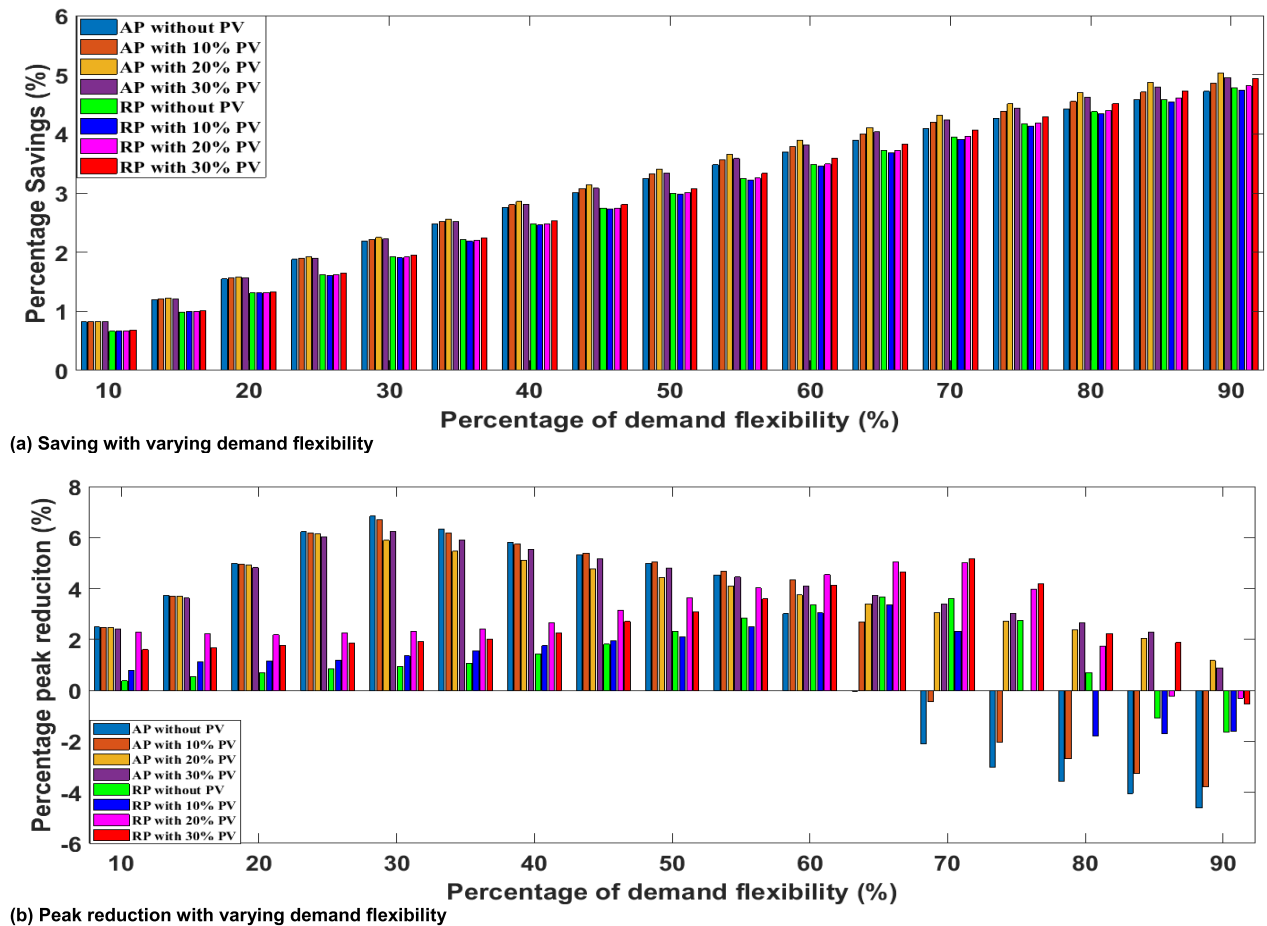 6
5
4
3
2
1
0
Percentage Savings (%)
AP without PV
AP with 10% PV
AP with 20% PV
AP with 30% PV
RP without PV
RP with 10% PV
RP with 20% PV
RP with 30% PV
10 20 30 40 50 60 70 80 90
Percentage of demand flexibility (%)
(a) Saving with varying demand flexibility
8
6
4
2
0
-2
-4
-6
Percentage peak reduciton (%)
AP without PV
AP with 10% PV
AP with 20% PV
AP with 30% PV
RP without PV
RP with 10% PV
RP with 20% PV
RP with 30% PV
10 20 30 40 50 60 70 80 90
Percentage of demand flexibility (%)
(b) Peak reduction with varying demand flexibility